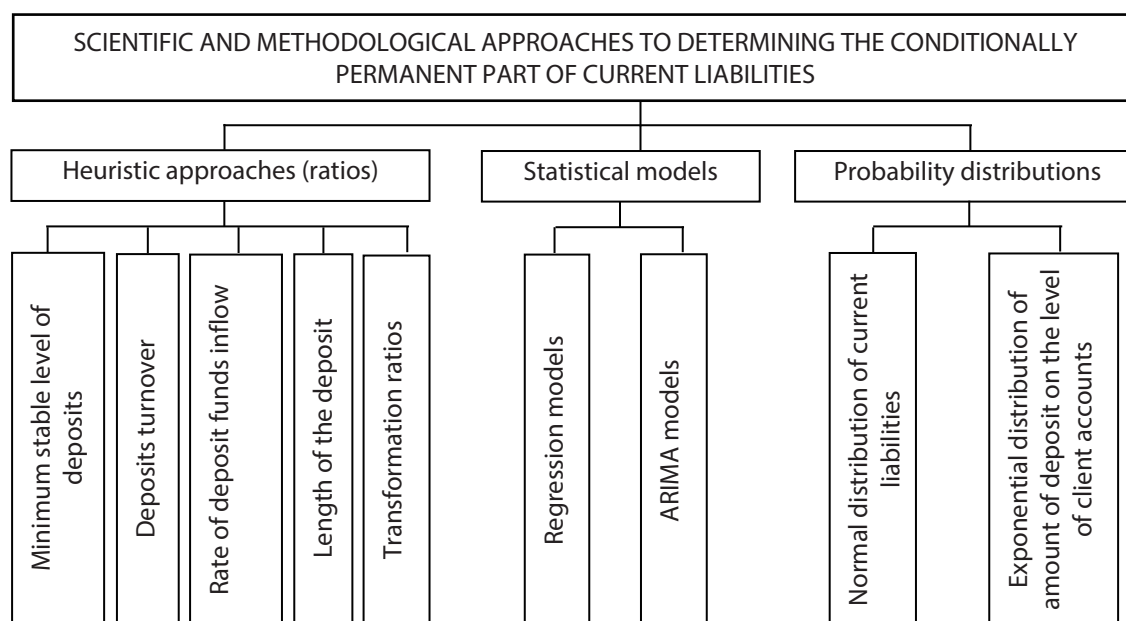 SCIENTIFIC AND METHODOLOGICAL APPROACHES TO DETERMINING THE CONDITIONALLY
PERMANENT PART OF CURRENT LIABILITIES
Heuristic approaches (ratios)
Statistical models
Probability distributions
Minimum stable level of
deposits
Deposits turnover
Rate of deposit funds inflow
Length of the deposit
Transformation ratios
Regression models
ARIMA models
Normal distribution of current
liabilities
Exponential distribution of
amount of deposit on the level
of client accounts